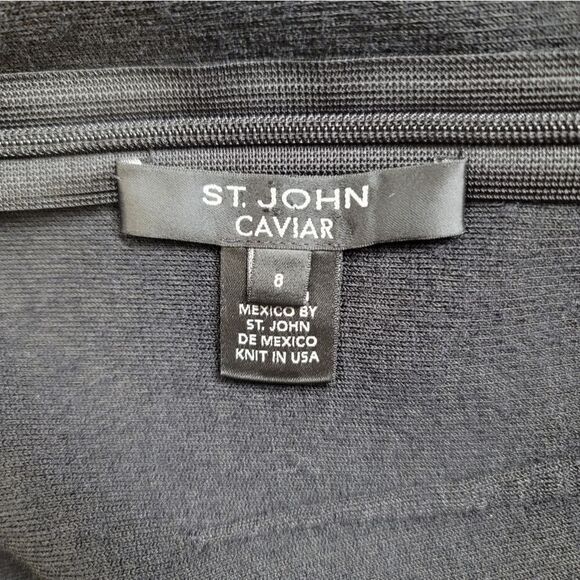 ST. JOHN
CAVIAR
8
MEXICO BY
ST. JOHN
DE MEXICO
KNIT IN USA